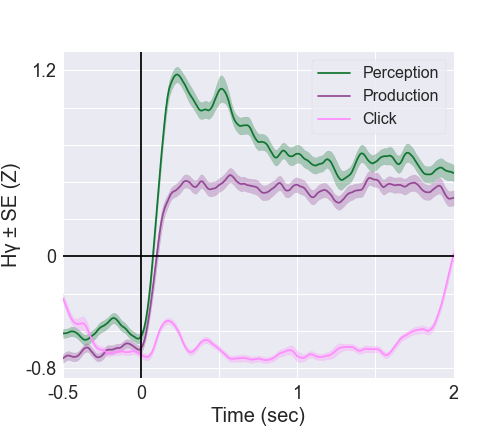 Perception
Production
Click
1.2
0
-0.8
Hγ ± SE (Z)
-0.5
0
1
2
Time (sec)